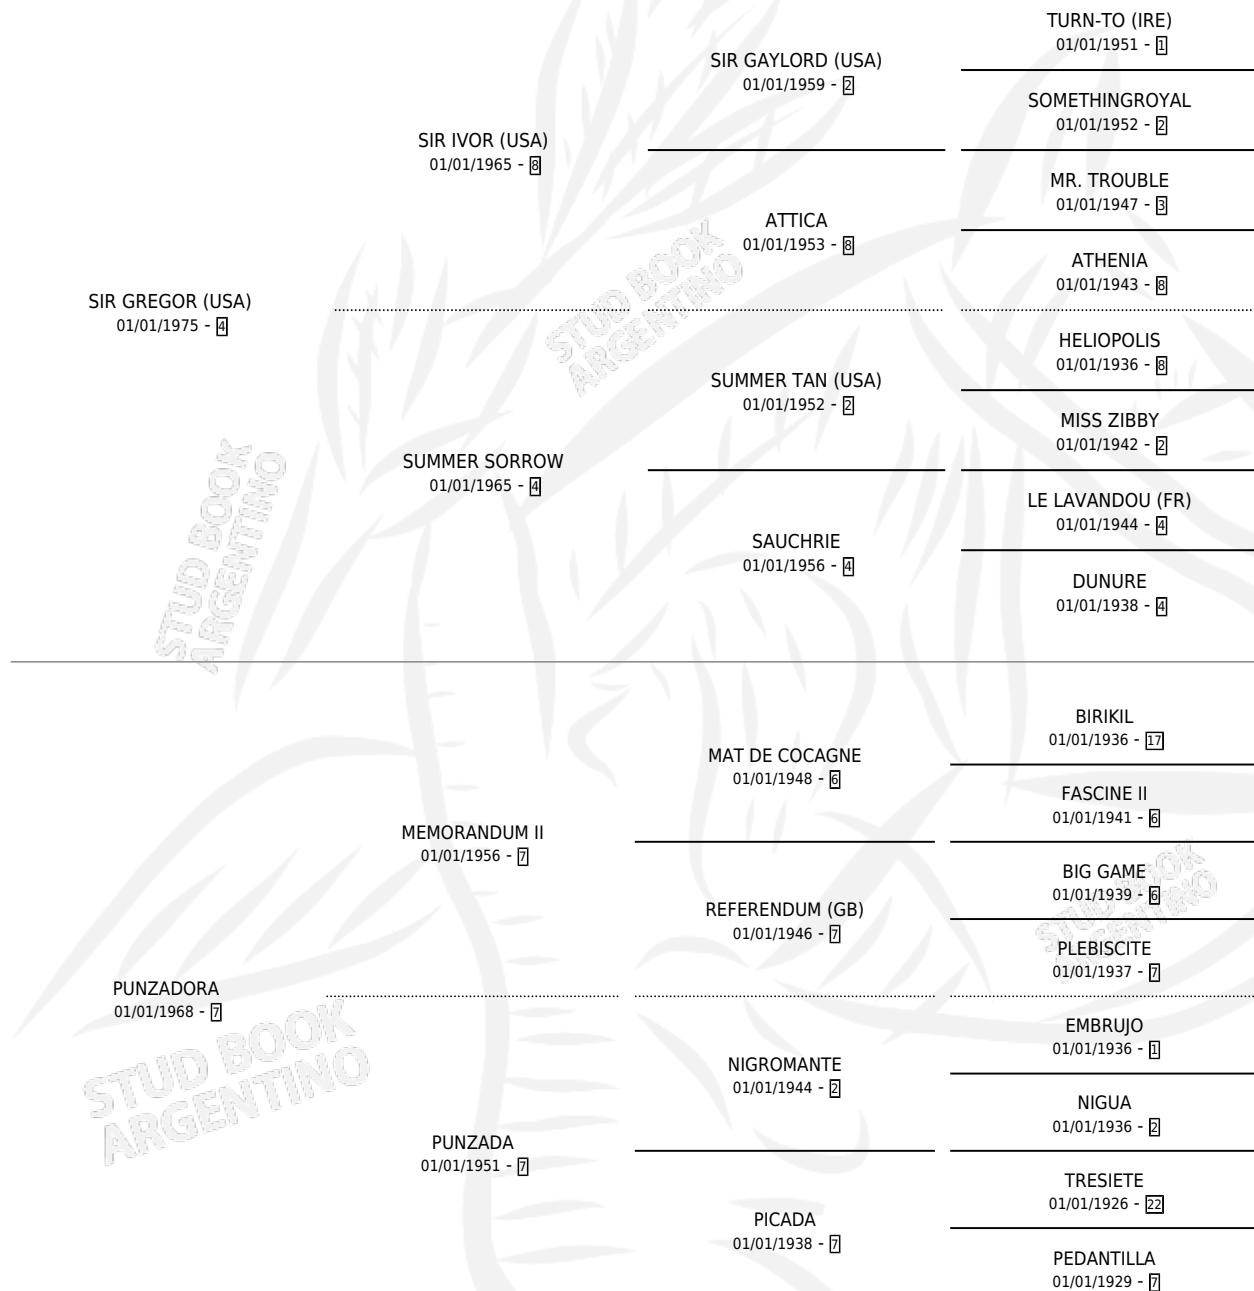 TURN-TO (IRE)
01/01/1951 - 1
SIR GAYLORD (USA)
01/01/1959 - 2
SOMETHINGROYAL
01/01/1952 - 2
SIR IVOR (USA)
01/01/1965 - 8
MR. TROUBLE
01/01/1947 - 3
ATTICA
01/01/1953 - 8
ATHENIA
01/01/1943 - 8
SIR GREGOR (USA)
01/01/1975 - 4
HELIOPOLIS
01/01/1936 - 8
SUMMER TAN (USA)
01/01/1952 - 2
MISS ZIBBY
01/01/1942 - 2
SUMMER SORROW
01/01/1965 - 4
LE LAVANDOU (FR)
01/01/1944 - 4
SAUCHRIE
01/01/1956 - 4
DUNURE
01/01/1938 - 4
STUD BOOK
ARGENTINO
STUD BOOK
ARGENTINO
BIRIKIL
01/01/1936 - 17
MAT DE COCAGNE
01/01/1948 - 6
FASCINE II
01/01/1941 - 6
MEMORANDUM II
01/01/1956 - 7
BIG GAME
01/01/1939 - 6
REFERENDUM (GB)
01/01/1946 - 7
PLEBISCITE
01/01/1937 - 7
PUNZADORA
01/01/1968 - 7
EMBRUJO
01/01/1936 - 1
NIGROMANTE
01/01/1944 - 2
NIGUA
01/01/1936 - 2
PUNZADA
01/01/1951 - 7
TRESIETE
01/01/1926 - 22
PICADA
01/01/1938 - 7
PEDANTILLA
01/01/1929 - 7
STUD BOOK
ARGENTINO
STUD BOOK
ARGENTINO